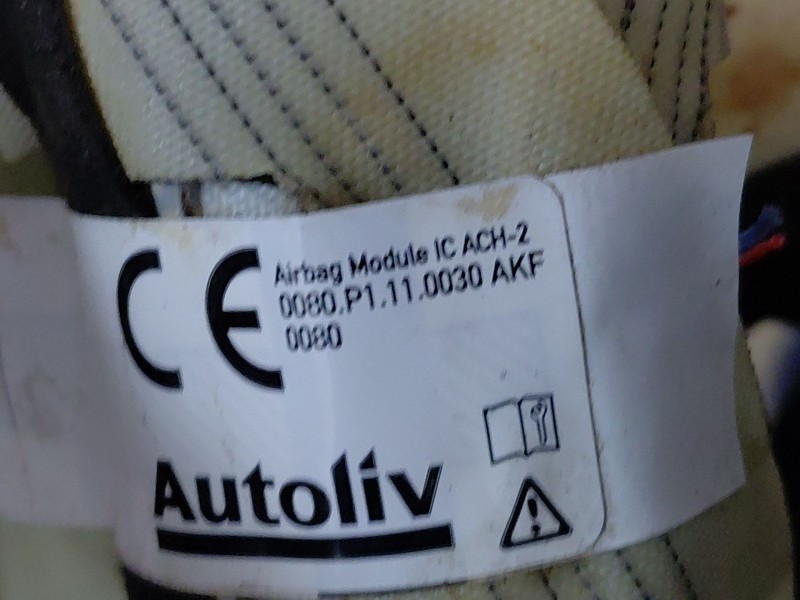 CE
Airbag Module IC ACH-2
0080.P1.11.0030 AKF
0080
Autoliv